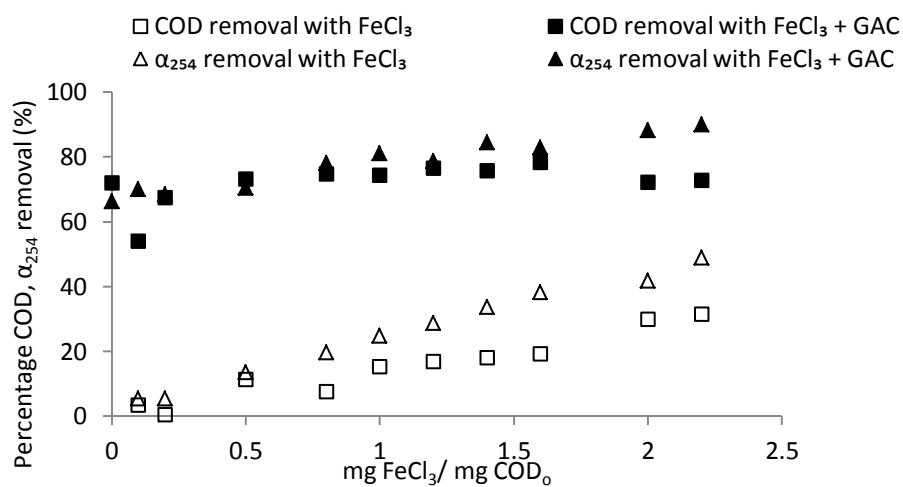 COD removal with FeCl₃
COD removal with FeCl₃ + GAC
α₂₅₄ removal with FeCl₃
α₂₅₄ removal with FeCl₃ + GAC
Percentage COD, α₂₅₄ removal (%)
100
80
60
40
20
0
0
0.5
1
1.5
2
2.5
mg FeCl₃/ mg CODₒ